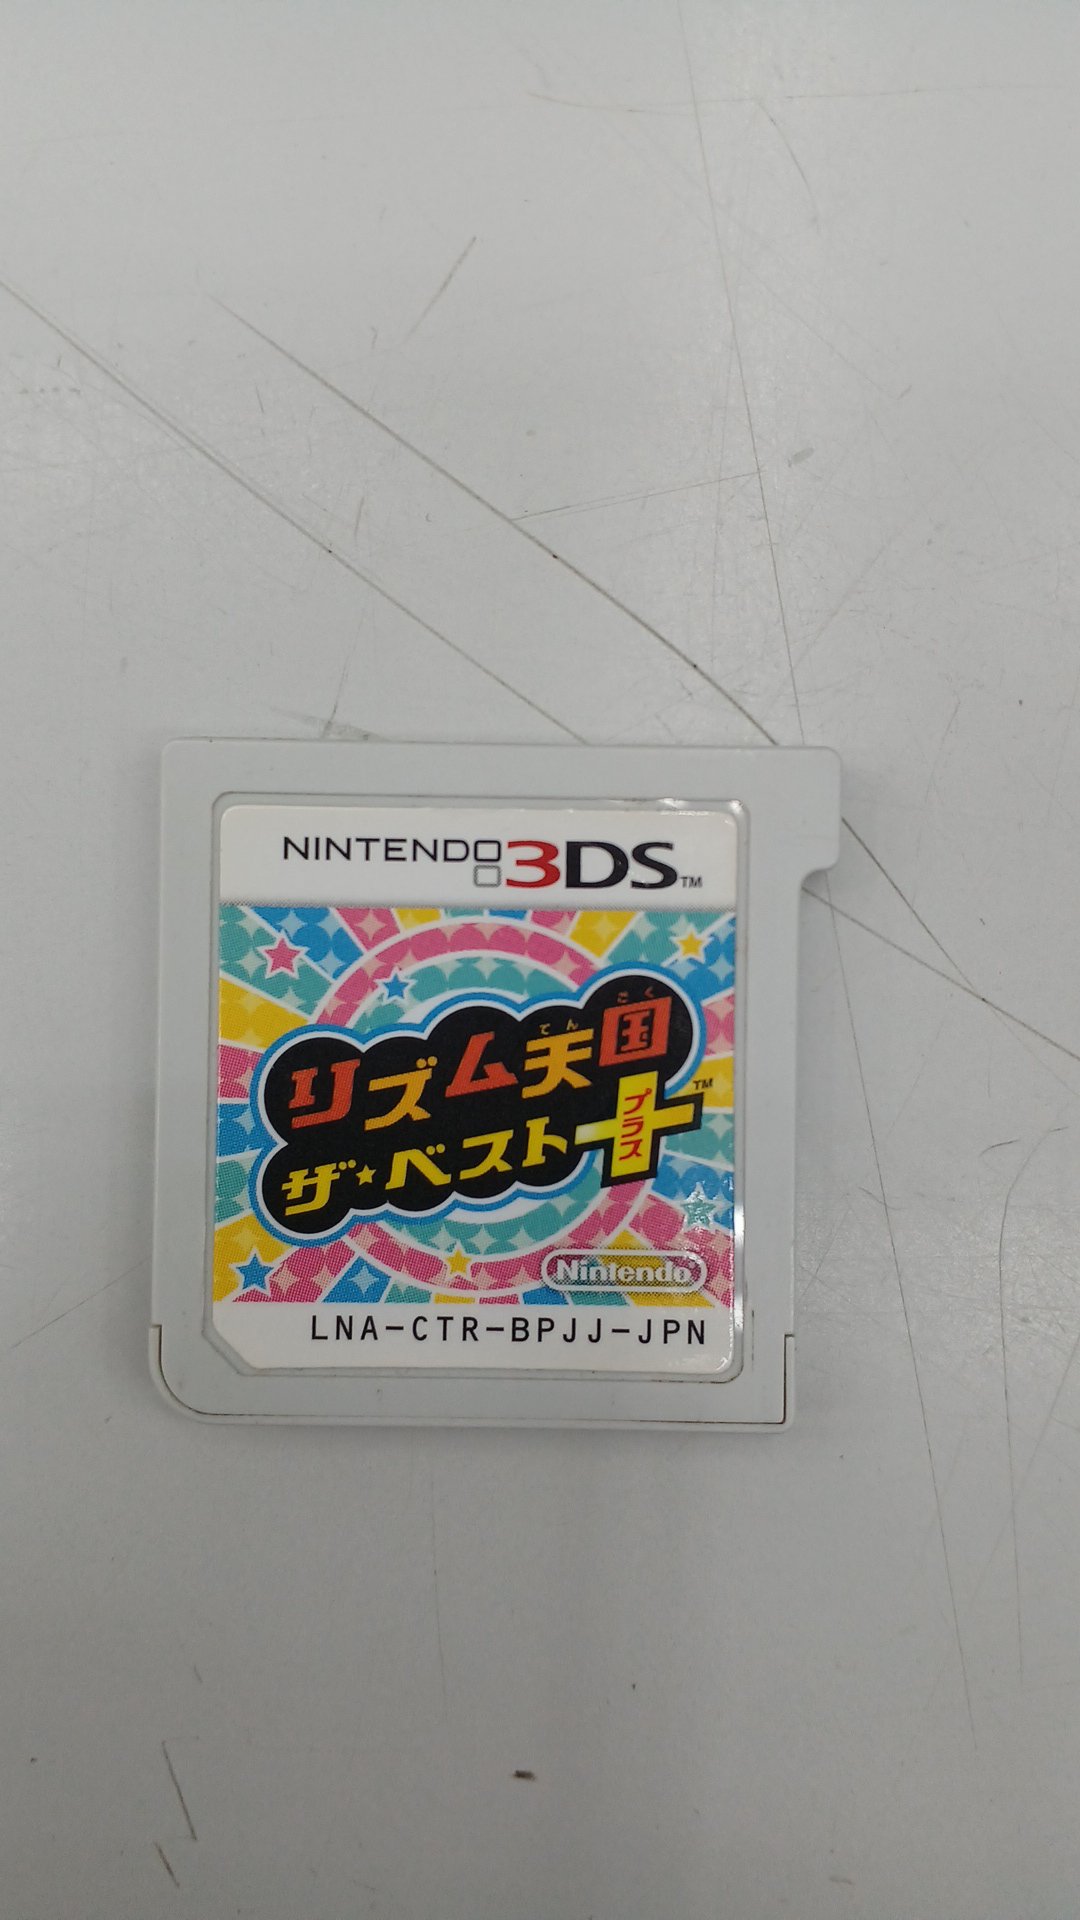 NINTENDO 3DS™
リズム天国
てんごく
ザ★ベスト+™
プラス
Nintendo
LNA-CTR-BPJJ-JPN